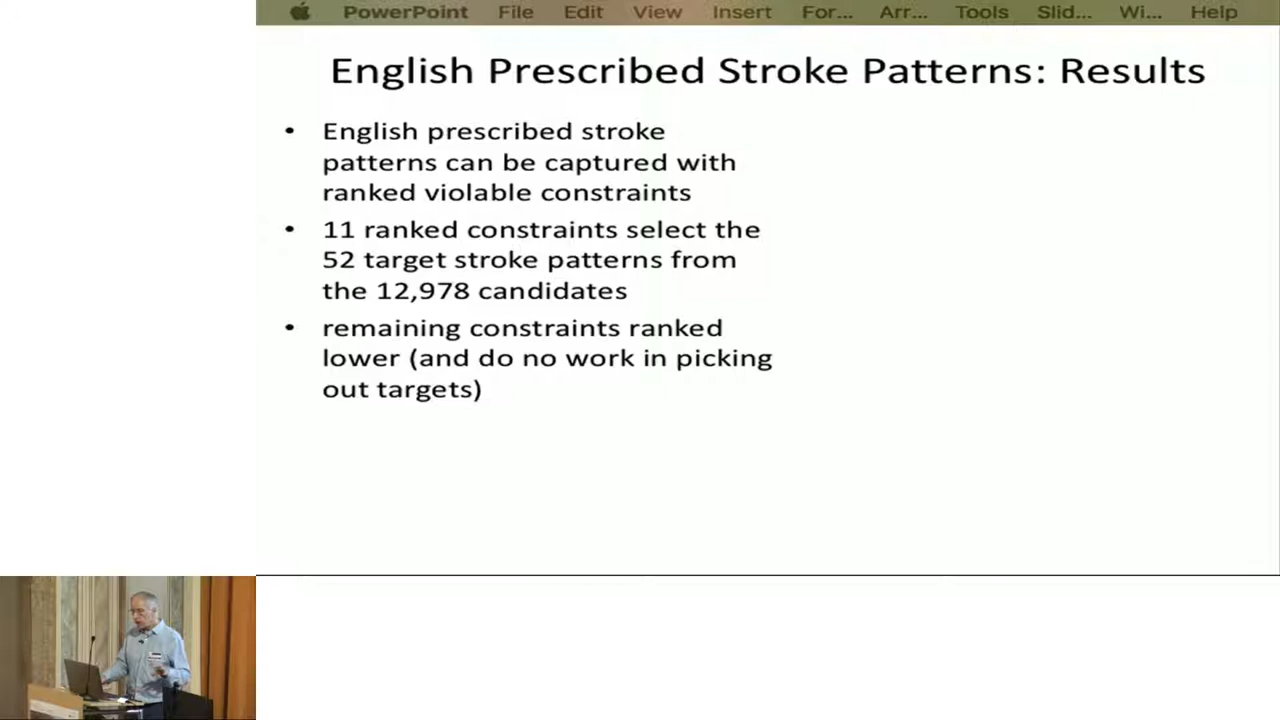 PowerPoint File Edit View Insert For... Arr... Tools Slid... Wi... Help
English Prescribed Stroke Patterns: Results
• English prescribed stroke
patterns can be captured with
ranked violable constraints
• 11 ranked constraints select the
52 target stroke patterns from
the 12,978 candidates
• remaining constraints ranked
lower (and do no work in picking
out targets)